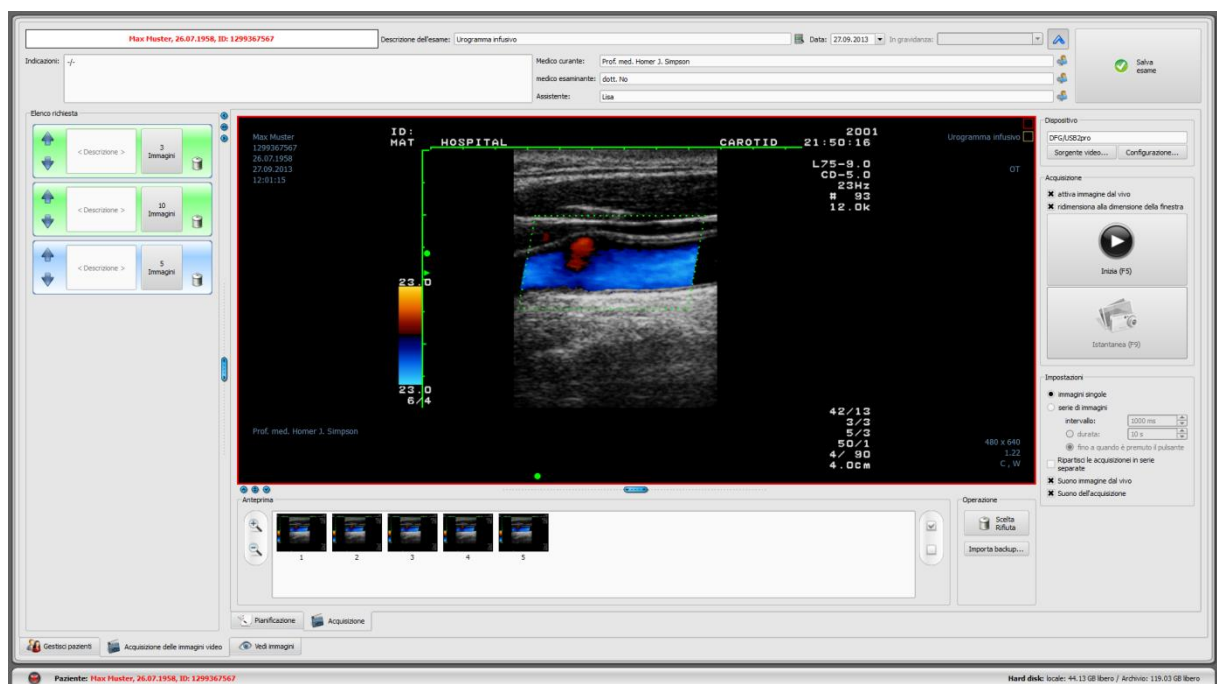 Max Muster, 26.07.1958, ID: 1299367567
Descrizione dell'esame: Urogramma infusivo
Data: 27.09.2013
In gravidanza:
Indicazioni: -/-
Medico curante: Prof. med. Homer J. Simpson
medico esaminante: dott. No
Assistente: Lisa
Salva esame
Elenco richiesta
< Descrizione > 3 Immagini
< Descrizione > 10 Immagini
< Descrizione > 5 Immagini
Max Muster
1299367567
26.07.1958
27.09.2013
12:01:15
ID:
MAT HOSPITAL CAROTID
2001
21:50:16
Urogramma infusivo
OT
L75-9.0
CD-5.0
23Hz
# 93
12.0k
23.0
23.0
6/4
Prof. med. Homer J. Simpson
42/13
3/3
5/3
50/1
4/ 90
4.0cm
480 x 640
1.22
C , W
Dispositivo
DFG/USB2pro
Sorgente video... Configurazione...
Acquisizione
attiva immagine dal vivo
ridimensiona alla dimensione della finestra
Inizia (F5)
Istantanea (F9)
Impostazioni
immagini singole
serie di immagini
intervallo: 1000 ms
durata: 10 s
fino a quando è premuto il pulsante
Ripartisci le acquisizionei in serie
separate
Suono immagine dal vivo
Suono dell'acquisizione
Anteprima
1 2 3 4 5
Operazione
Scelta
Rifiuta
Importa backup...
Pianificazione Acquisizione
Gestisci pazienti Acquisizione delle immagini video Vedi immagini
Paziente: Max Muster, 26.07.1958, ID: 1299367567
Hard disk: locale: 44.13 GB libero / Archivio: 119.03 GB libero